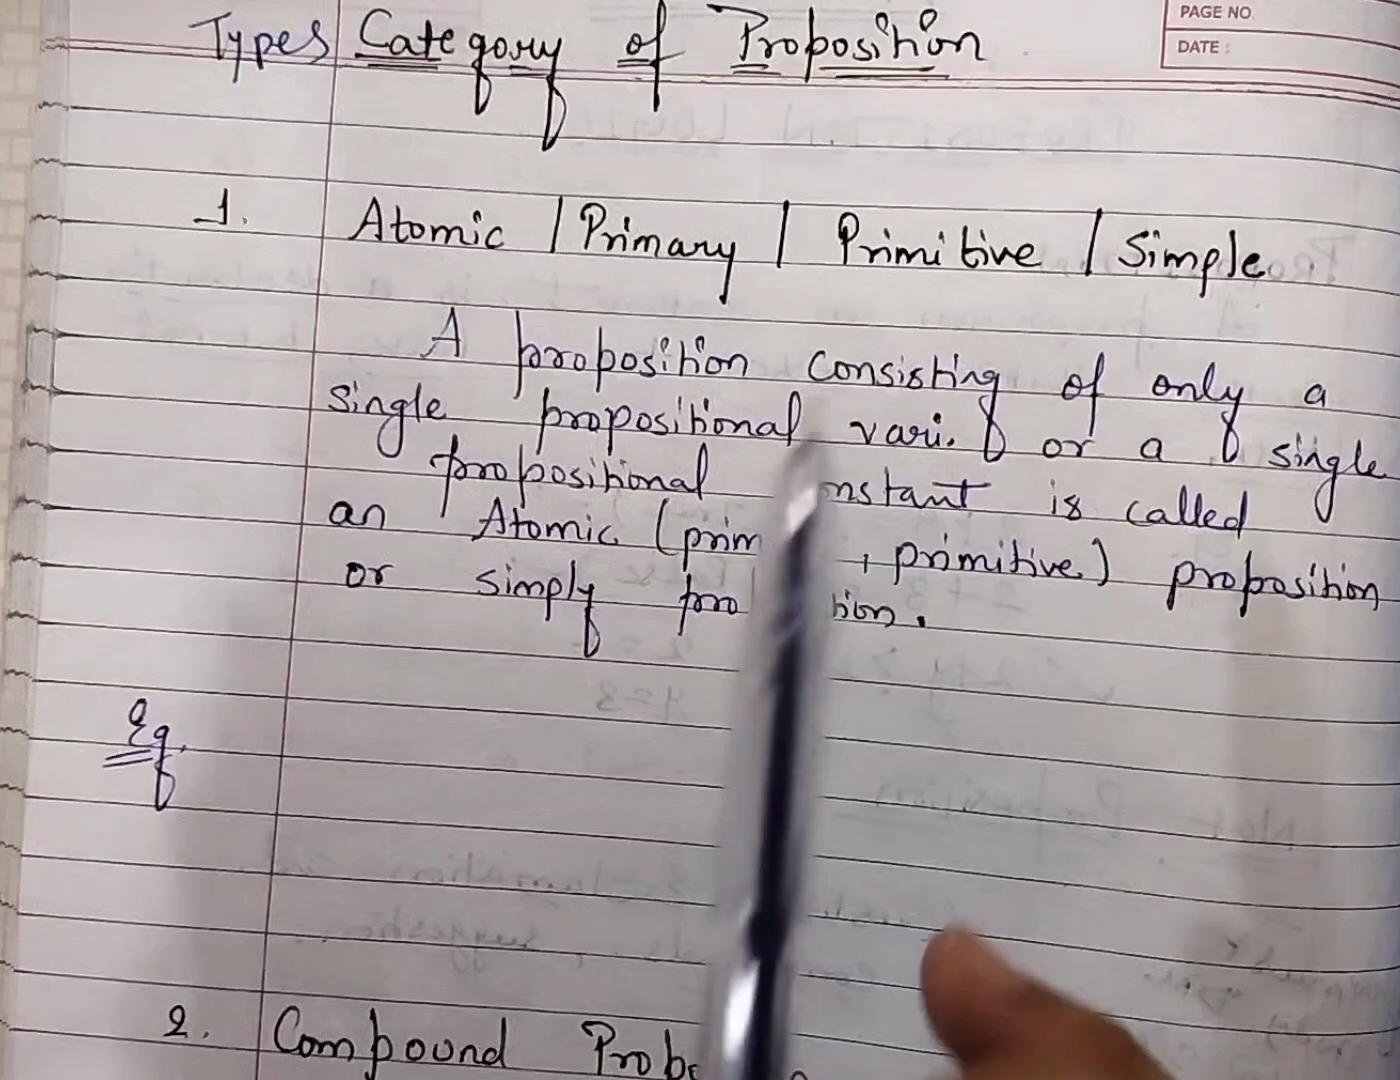 PAGE NO.
DATE :
Types Category of Proposition
1. Atomic | Primary | Primitive | Simple
A proposition consisting of only a
single propositional vari. or a single
propositional nstant is called
an Atomic (prim , primitive) proposition
or simply pro tion.
Eg.
2. Compound